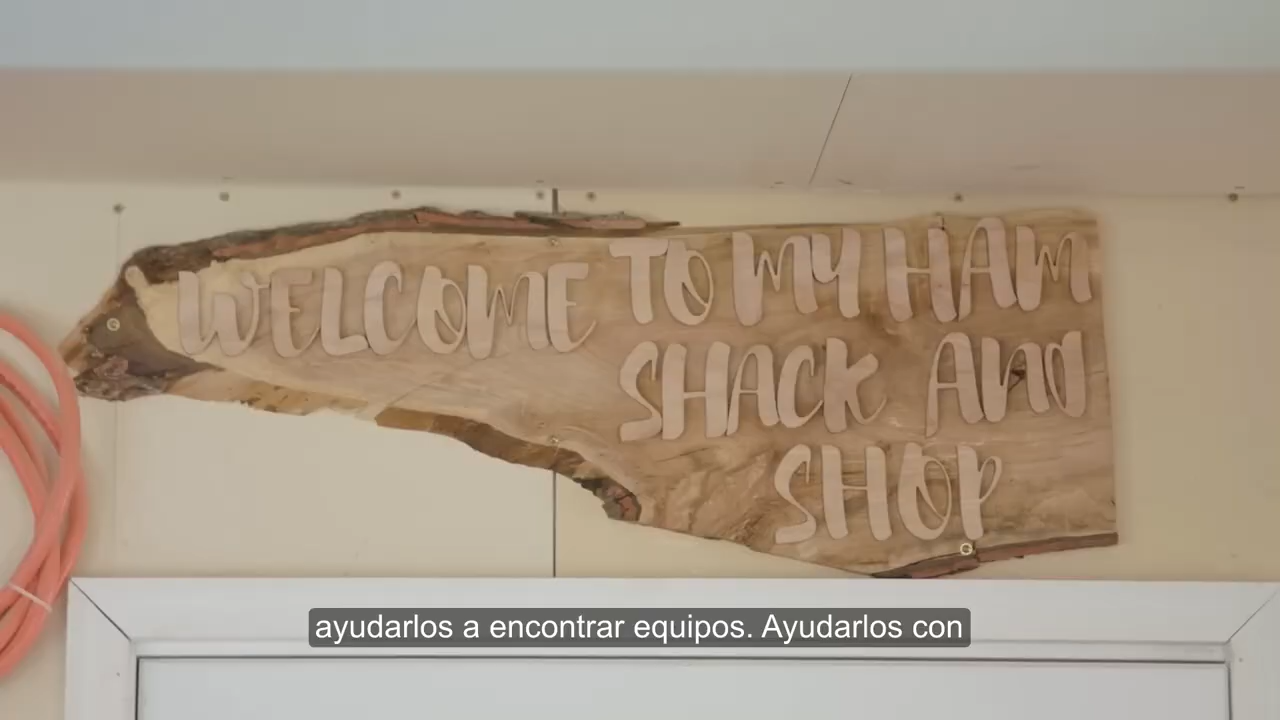 WELCOME TO MY HAM
SHACK AND
SHOP
ayudarlos a encontrar equipos. Ayudarlos con